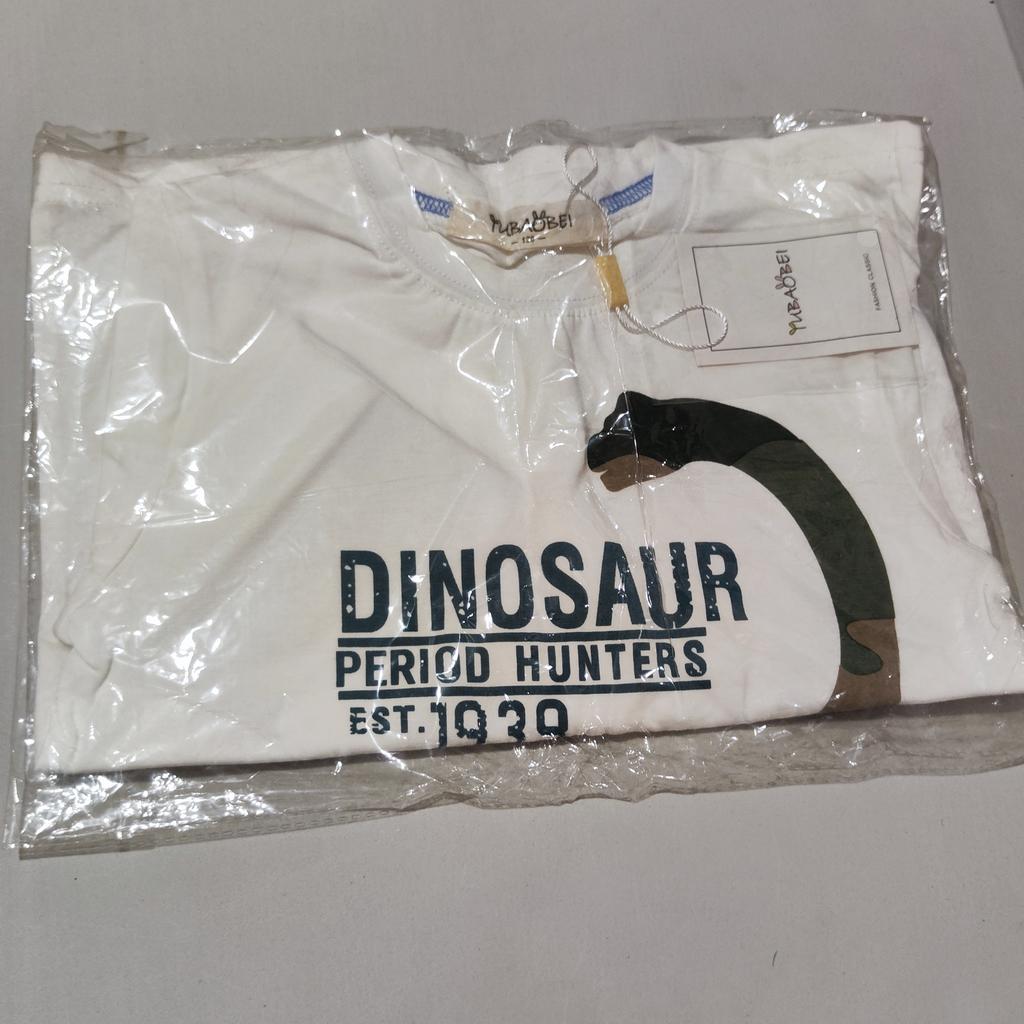 YUBAOBEI
YUBAOBEI
FASHION CLASSIC
DINOSAUR
PERIOD HUNTERS
EST. 1939